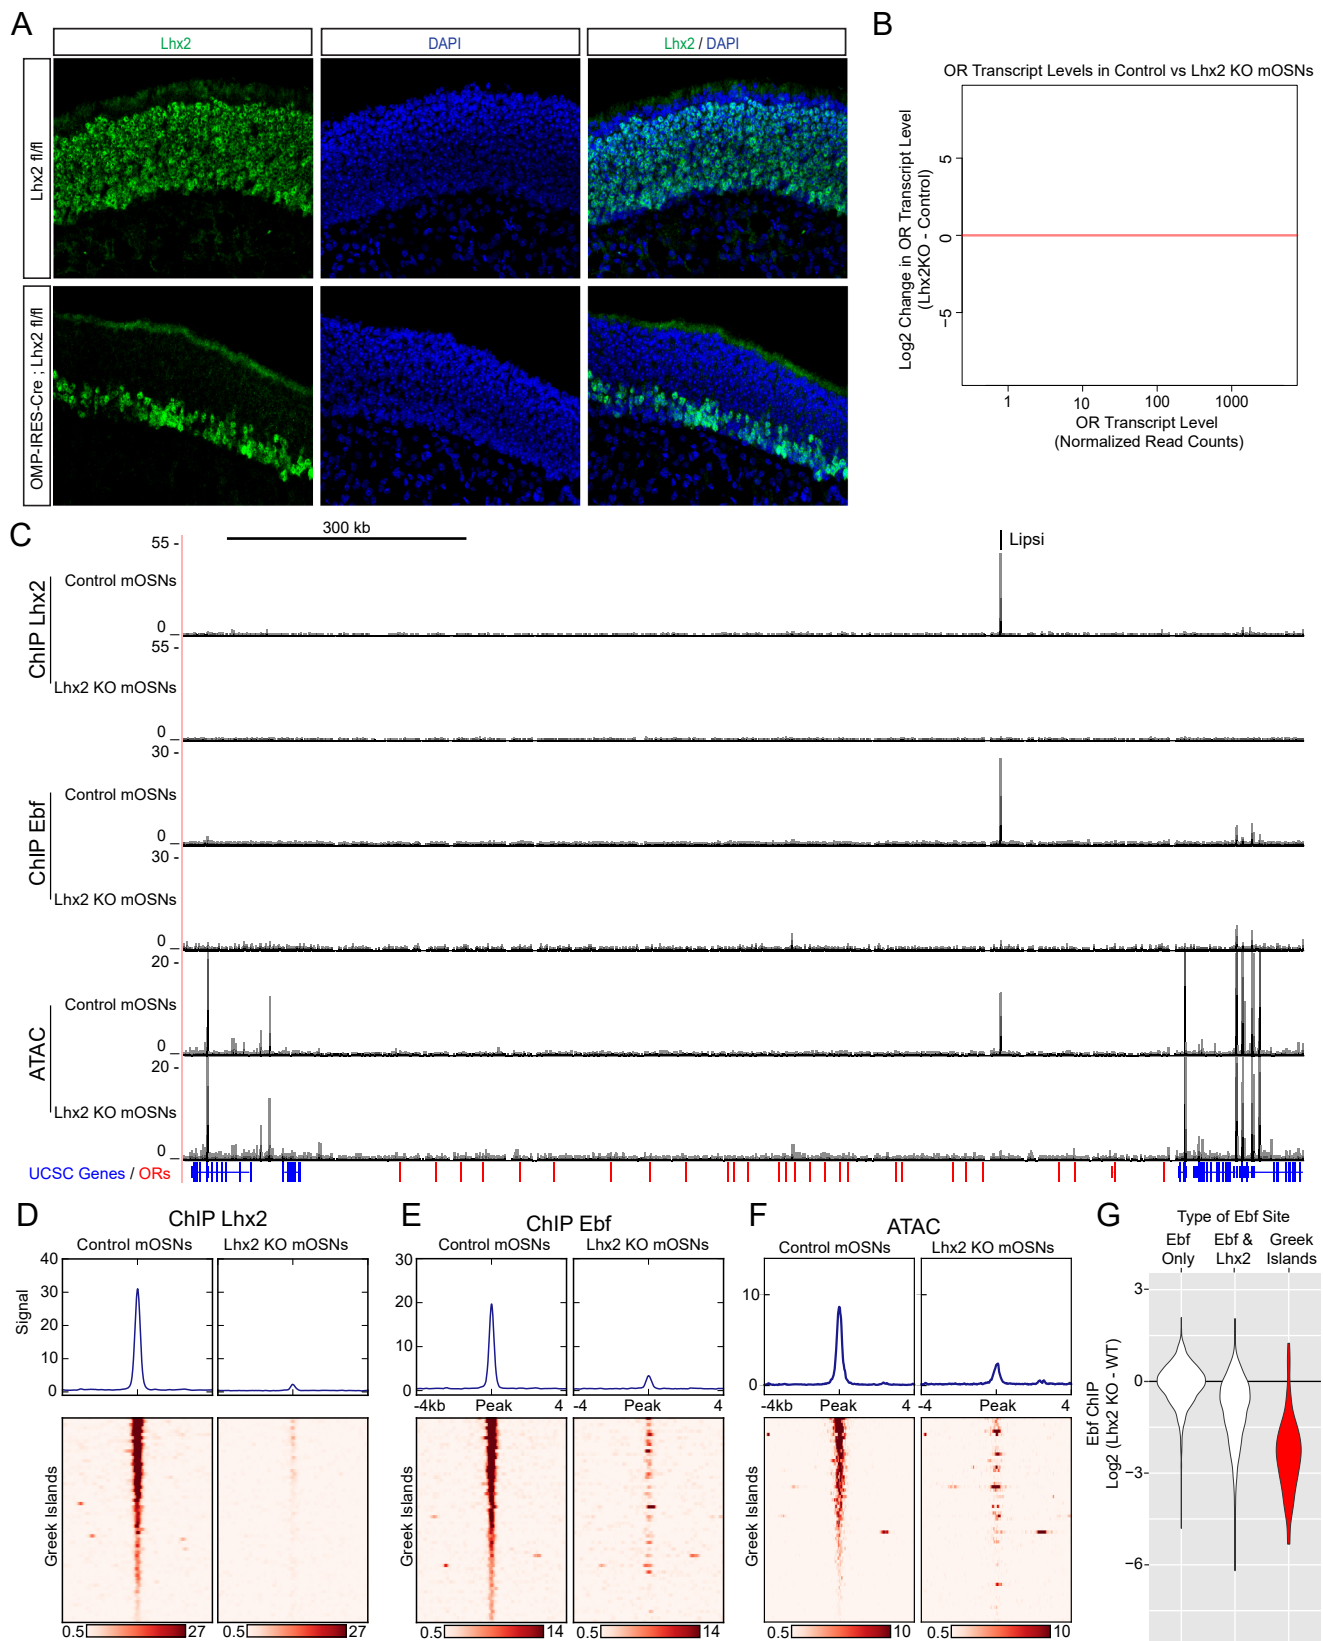 A
Lhx2
DAPI
Lhx2 / DAPI
Lhx2 fl/fl
OMP-IRES-Cre ; Lhx2 fl/fl
B
OR Transcript Levels in Control vs Lhx2 KO mOSNs
Log2 Change in OR Transcript Level
(Lhx2KO - Control)
5
0
−5
1 10 100 1000
OR Transcript Level
(Normalized Read Counts)
C
300 kb
Lipsi
ChIP Lhx2
55 -
Control mOSNs
0
55 -
Lhx2 KO mOSNs
0
ChIP Ebf
30 -
Control mOSNs
0
30 -
Lhx2 KO mOSNs
0
ATAC
20 -
Control mOSNs
0
20 -
Lhx2 KO mOSNs
0
UCSC Genes / ORs
D
ChIP Lhx2
Control mOSNs
Lhx2 KO mOSNs
Signal
40
30
20
10
0
Greek Islands
0.5 27
0.5 27
E
ChIP Ebf
Control mOSNs
Lhx2 KO mOSNs
30
20
10
0
-4kb Peak 4
-4 Peak 4
Greek Islands
0.5 14
0.5 14
F
ATAC
Control mOSNs
Lhx2 KO mOSNs
10
0
-4kb Peak 4
-4 Peak 4
Greek Islands
0.5 10
0.5 10
G
Type of Ebf Site
Ebf Only
Ebf & Lhx2
Greek Islands
Ebf ChIP
Log2 (Lhx2 KO - WT)
3
0
−3
−6